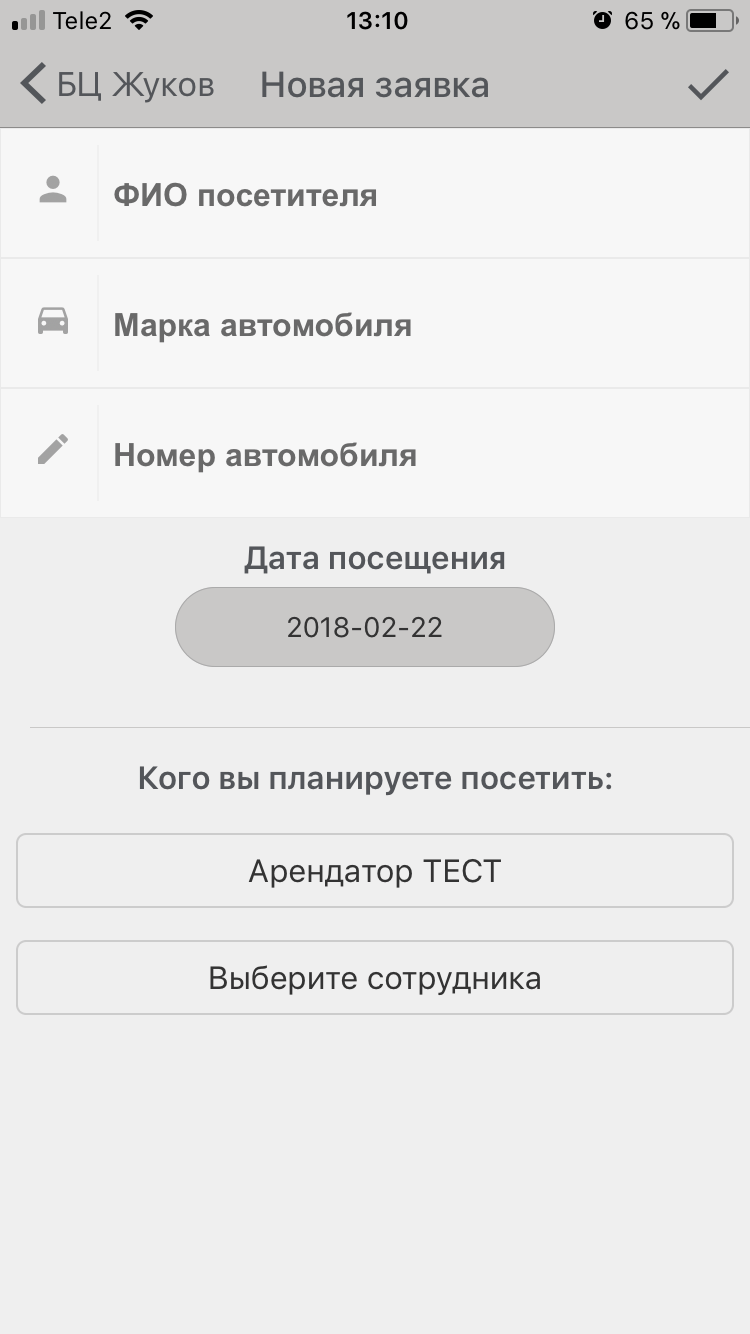 Tele2 13:10 65 %
БЦ Жуков Новая заявка
ФИО посетителя
Марка автомобиля
Номер автомобиля
Дата посещения
2018-02-22
Кого вы планируете посетить:
Арендатор ТЕСТ
Выберите сотрудника